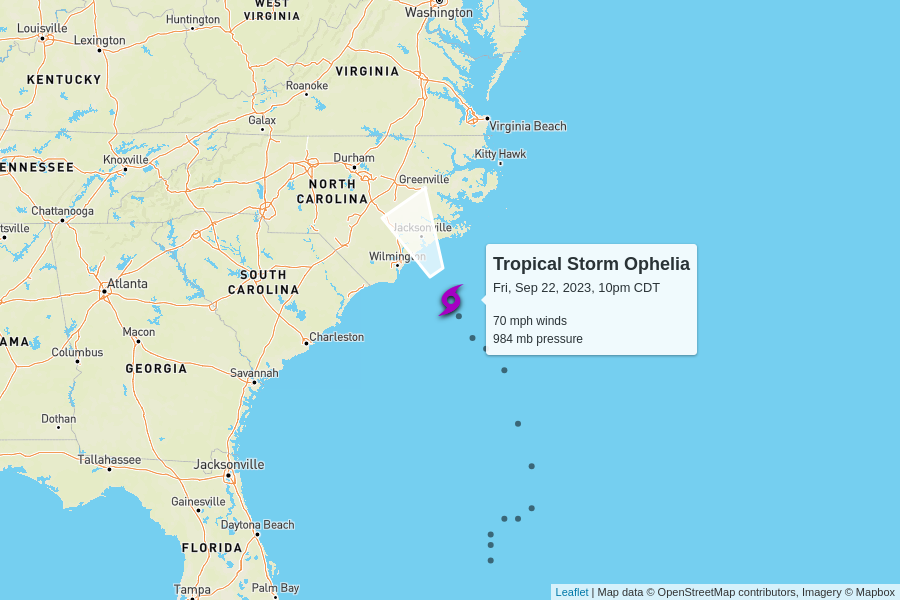 WEST
VIRGINIA
Washington
Huntington
Louisville
Lexington
KENTUCKY
VIRGINIA
Roanoke
Galax
Virginia Beach
Knoxville
Durham
Kitty Hawk
ENNESSEE
Greenville
NORTH
CAROLINA
Chattanooga
tsville
Jacksonville
Wilmington
SOUTH
CAROLINA
Atlanta
Tropical Storm Ophelia
Fri, Sep 22, 2023, 10pm CDT
70 mph winds
984 mb pressure
Macon
Charleston
AMA
Columbus
GEORGIA
Savannah
Dothan
Tallahassee
Jacksonville
Gainesville
Daytona Beach
FLORIDA
Tampa
Palm Bay
Leaflet | Map data © OpenStreetMap contributors, Imagery © Mapbox